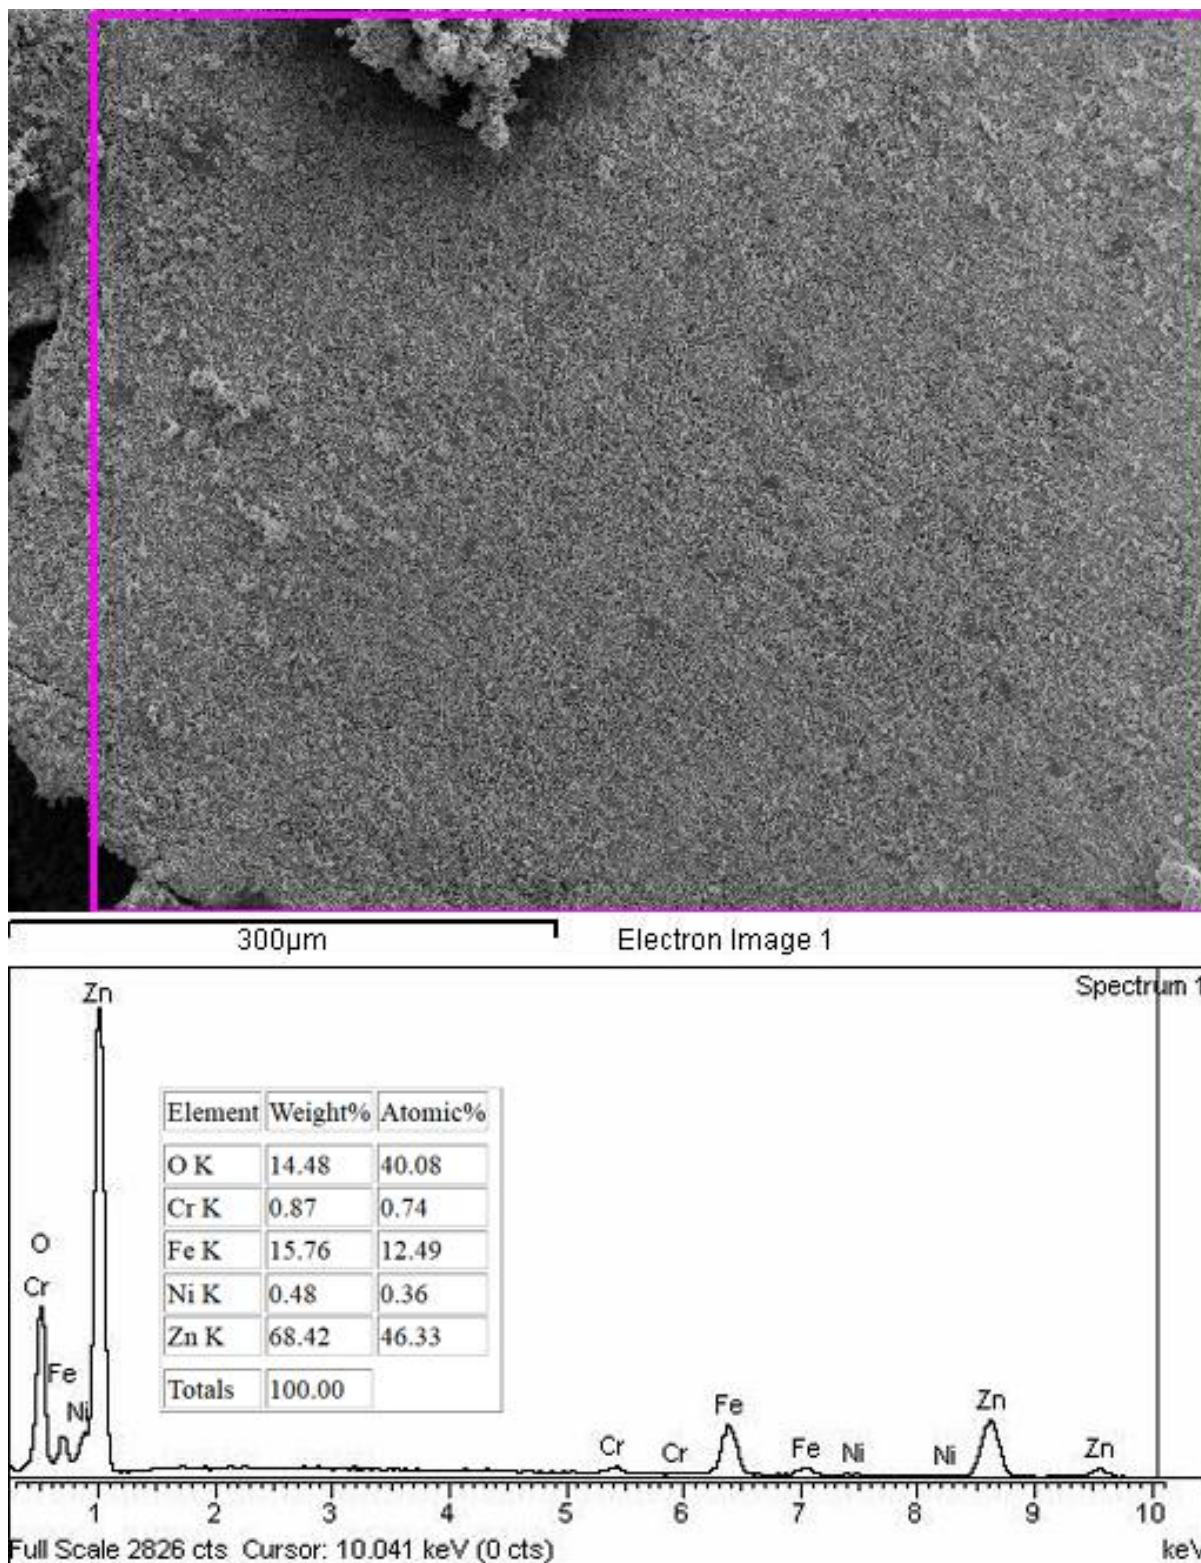 300µm Electron Image 1
Spectrum 1
Zn
Element Weight% Atomic%
O K 14.48 40.08
Cr K 0.87 0.74
Fe K 15.76 12.49
Ni K 0.48 0.36
Zn K 68.42 46.33
Totals 100.00
O
Cr
Fe
Ni
Cr Cr Fe Fe Ni Ni Zn Zn
1 2 3 4 5 6 7 8 9 10
Full Scale 2826 cts Cursor: 10.041 keV (0 cts) keV